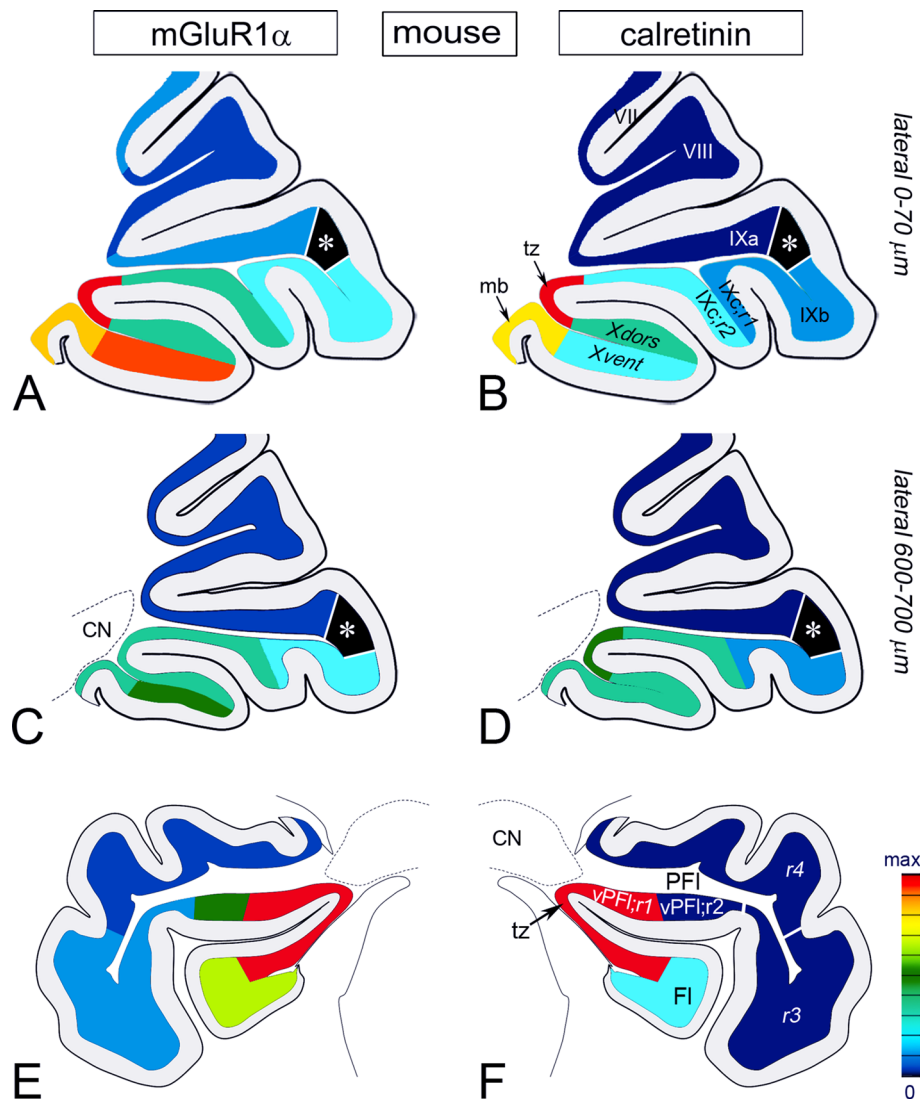 mGluR1α
mouse
calretinin
lateral 0-70 µm
VII
VIII
IXa
*
*
tz
mb
IXc;r1
IXc;r2
IXb
Xdors
Xvent
A
B
lateral 600-700 µm
CN
*
*
C
D
CN
PFl
r4
vPFl;r1
vPFl;r2
tz
Fl
r3
max
0
E
F